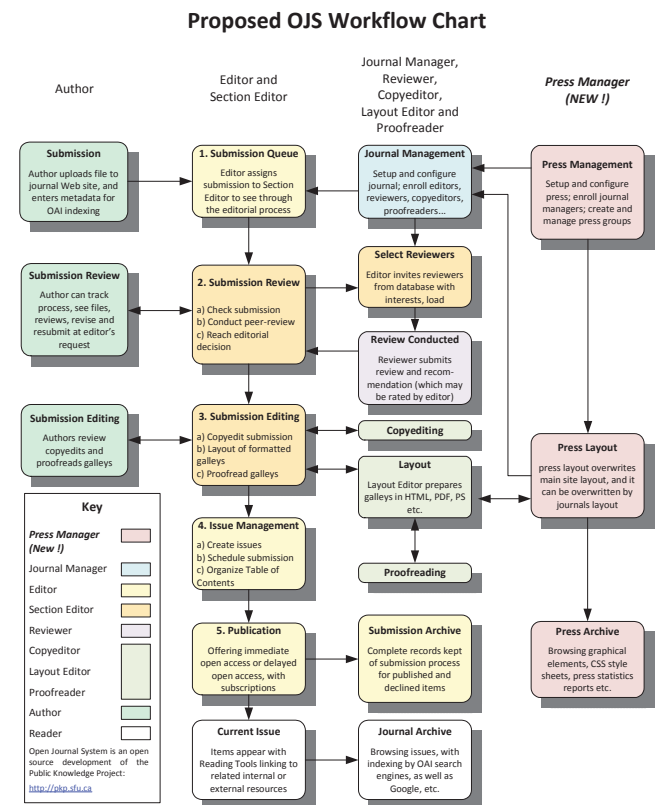 Proposed OJS Workflow Chart
Author
Editor and
Section Editor
Journal Manager,
Reviewer,
Copyeditor,
Layout Editor and
Proofreader
Press Manager
(NEW !)
Submission
Author uploads file to
journal Web site, and
enters metadata for
OAI indexing
1. Submission Queue
Editor assigns
submission to Section
Editor to see through
the editorial process
Journal Management
Setup and configure
journal; enroll editors,
reviewers, copyeditors,
proofreaders...
Press Management
Setup and configure
press; enroll journal
managers; create and
manage press groups
Submission Review
Author can track
process, see files,
reviews, revise and
resubmit at editor's
request
2. Submission Review
a) Check submission
b) Conduct peer-review
c) Reach editorial
decision
Select Reviewers
Editor invites reviewers
from database with
interests, load
Review Conducted
Reviewer submits
review and recom-
mendation (which may
be rated by editor)
Submission Editing
Authors review
copyedits and
proofreads galleys
3. Submission Editing
a) Copyedit submission
b) Layout of formatted
galleys
c) Proofread galleys
Copyediting
Layout
Layout Editor prepares
galleys in HTML, PDF, PS
etc.
Proofreading
Press Layout
press layout overwrites
main site layout, and it
can be overwritten by
journals layout
4. Issue Management
a) Create issues
b) Schedule submission
c) Organize Table of
Contents
5. Publication
Offering immediate
open access or delayed
open access, with
subscriptions
Submission Archive
Complete records kept
of submission process
for published and
declined items
Press Archive
Browsing graphical
elements, CSS style
sheets, press statistics
reports etc.
Current Issue
Items appear with
Reading Tools linking to
related internal or
external resources
Journal Archive
Browsing issues, with
indexing by OAI search
engines, as well as
Google, etc.
Key
Press Manager
(New !)
Journal Manager
Editor
Section Editor
Reviewer
Copyeditor
Layout Editor
Proofreader
Author
Reader
Open Journal System is an open
source development of the
Public Knowledge Project:
http://pkp.sfu.ca